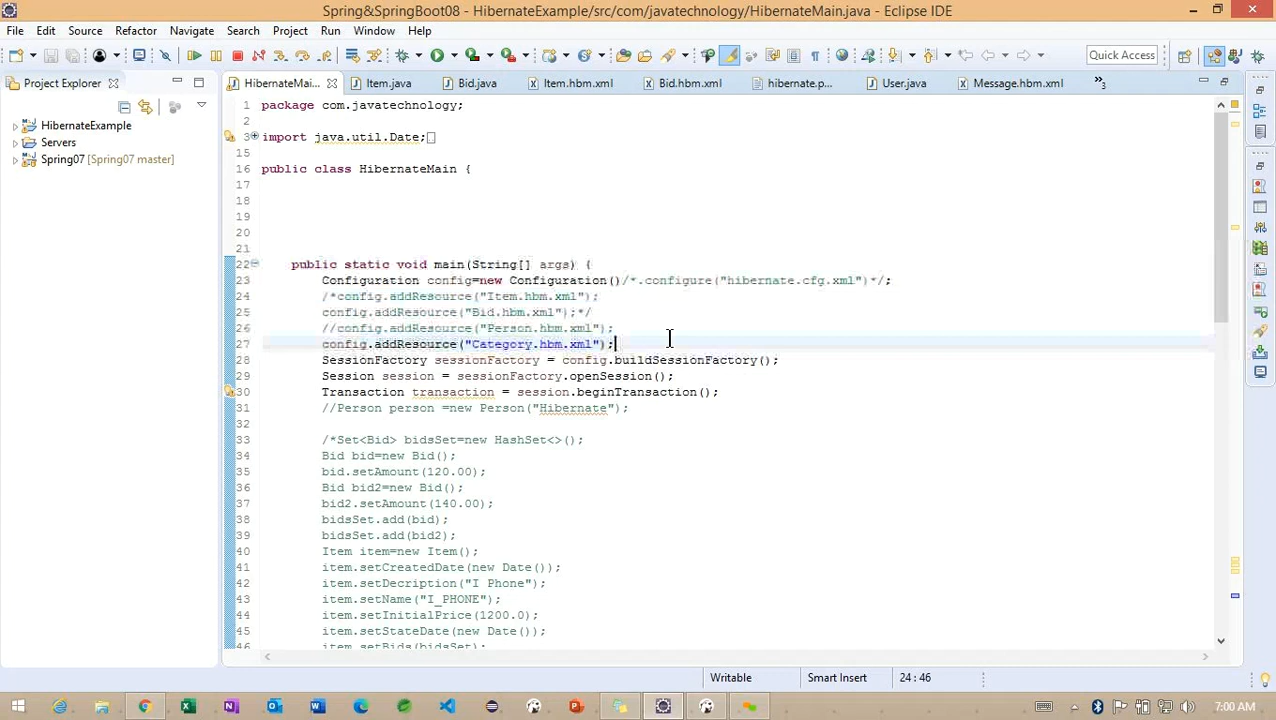 Spring&SpringBoot08 - HibernateExample/src/com/javatechnology/HibernateMain.java - Eclipse IDE
File Edit Source Refactor Navigate Search Project Run Window Help
Quick Access
Project Explorer
HibernateMai... Item.java Bid.java Item.hbm.xml Bid.hbm.xml hibernate.p... User.java Message.hbm.xml »3
HibernateExample
Servers
Spring07 [Spring07 master]
1 package com.javatechnology;
2
3 import java.util.Date;
15
16 public class HibernateMain {
17
18
19
20
21
22 public static void main(String[] args) {
23 Configuration config=new Configuration()/*.configure("hibernate.cfg.xml")*/;
24 /*config.addResource("Item.hbm.xml");
25 config.addResource("Bid.hbm.xml");*/
26 //config.addResource("Person.hbm.xml");
27 config.addResource("Category.hbm.xml");
28 SessionFactory sessionFactory = config.buildSessionFactory();
29 Session session = sessionFactory.openSession();
30 Transaction transaction = session.beginTransaction();
31 //Person person =new Person("Hibernate");
32
33 /*Set<Bid> bidsSet=new HashSet<>();
34 Bid bid=new Bid();
35 bid.setAmount(120.00);
36 Bid bid2=new Bid();
37 bid2.setAmount(140.00);
38 bidsSet.add(bid);
39 bidsSet.add(bid2);
40 Item item=new Item();
41 item.setCreatedDate(new Date());
42 item.setDecription("I Phone");
43 item.setName("I_PHONE");
44 item.setInitialPrice(1200.0);
45 item.setStateDate(new Date());
46 item.setBids(bidsSet);
Writable Smart Insert 24 : 46
7:00 AM